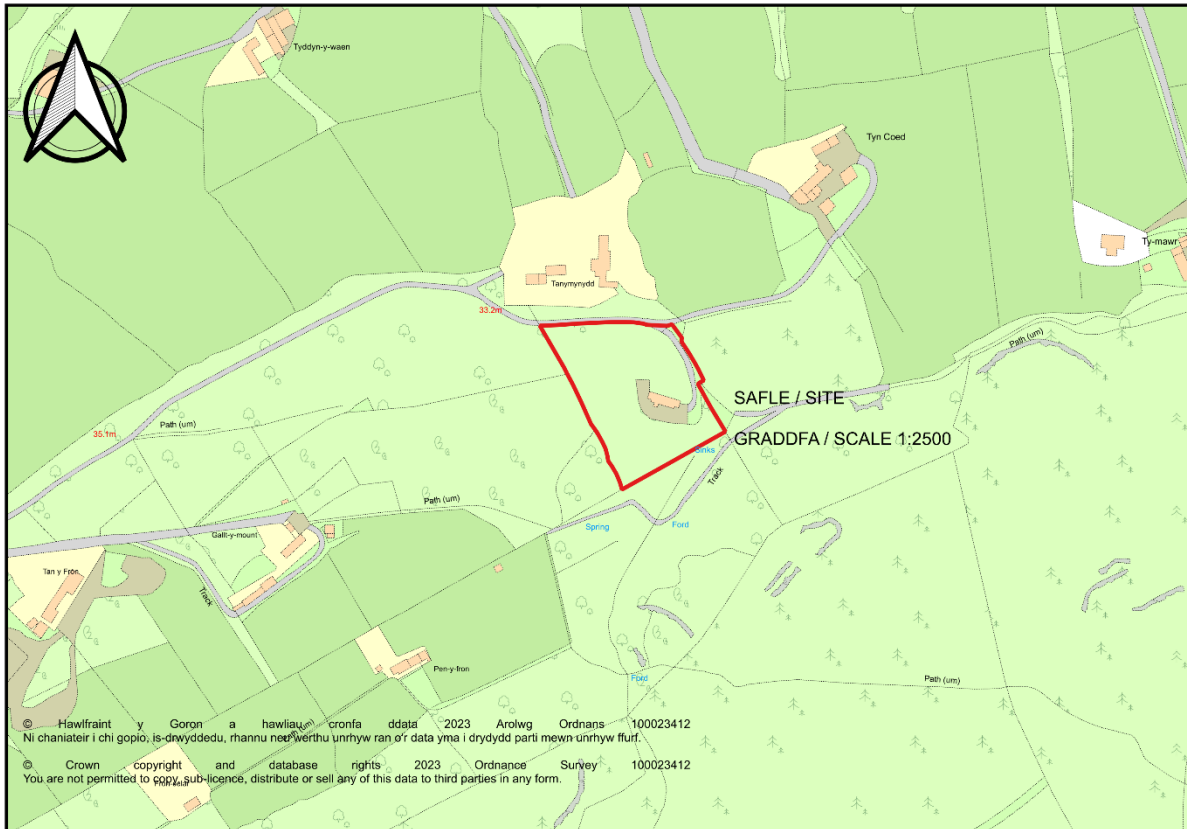 Tyddyn-y-waen
Tyn Coed
Ty-mawr
Tanymynydd
33.2m
Path (um)
SAFLE / SITE
35.1m
Path (um)
GRADDFA / SCALE 1:2500
Sinks
Track
Path (um)
Spring
Ford
Gallt-y-mount
Tan y Fron
Track
Pen-y-fron
Ford
Path (um)
© Hawlfraint y Goron a hawliau cronfa ddata 2023 Arolwg Ordnans 100023412
Ni chaniateir i chi gopio, is-drwyddedu, rhannu neu werthu unrhyw ran o'r data yma i drydydd parti mewn unrhyw ffurf.
Path (um)
© Crown copyright and database rights 2023 Ordnance Survey 100023412
You are not permitted to copy, sub-licence, distribute or sell any of this data to third parties in any form.